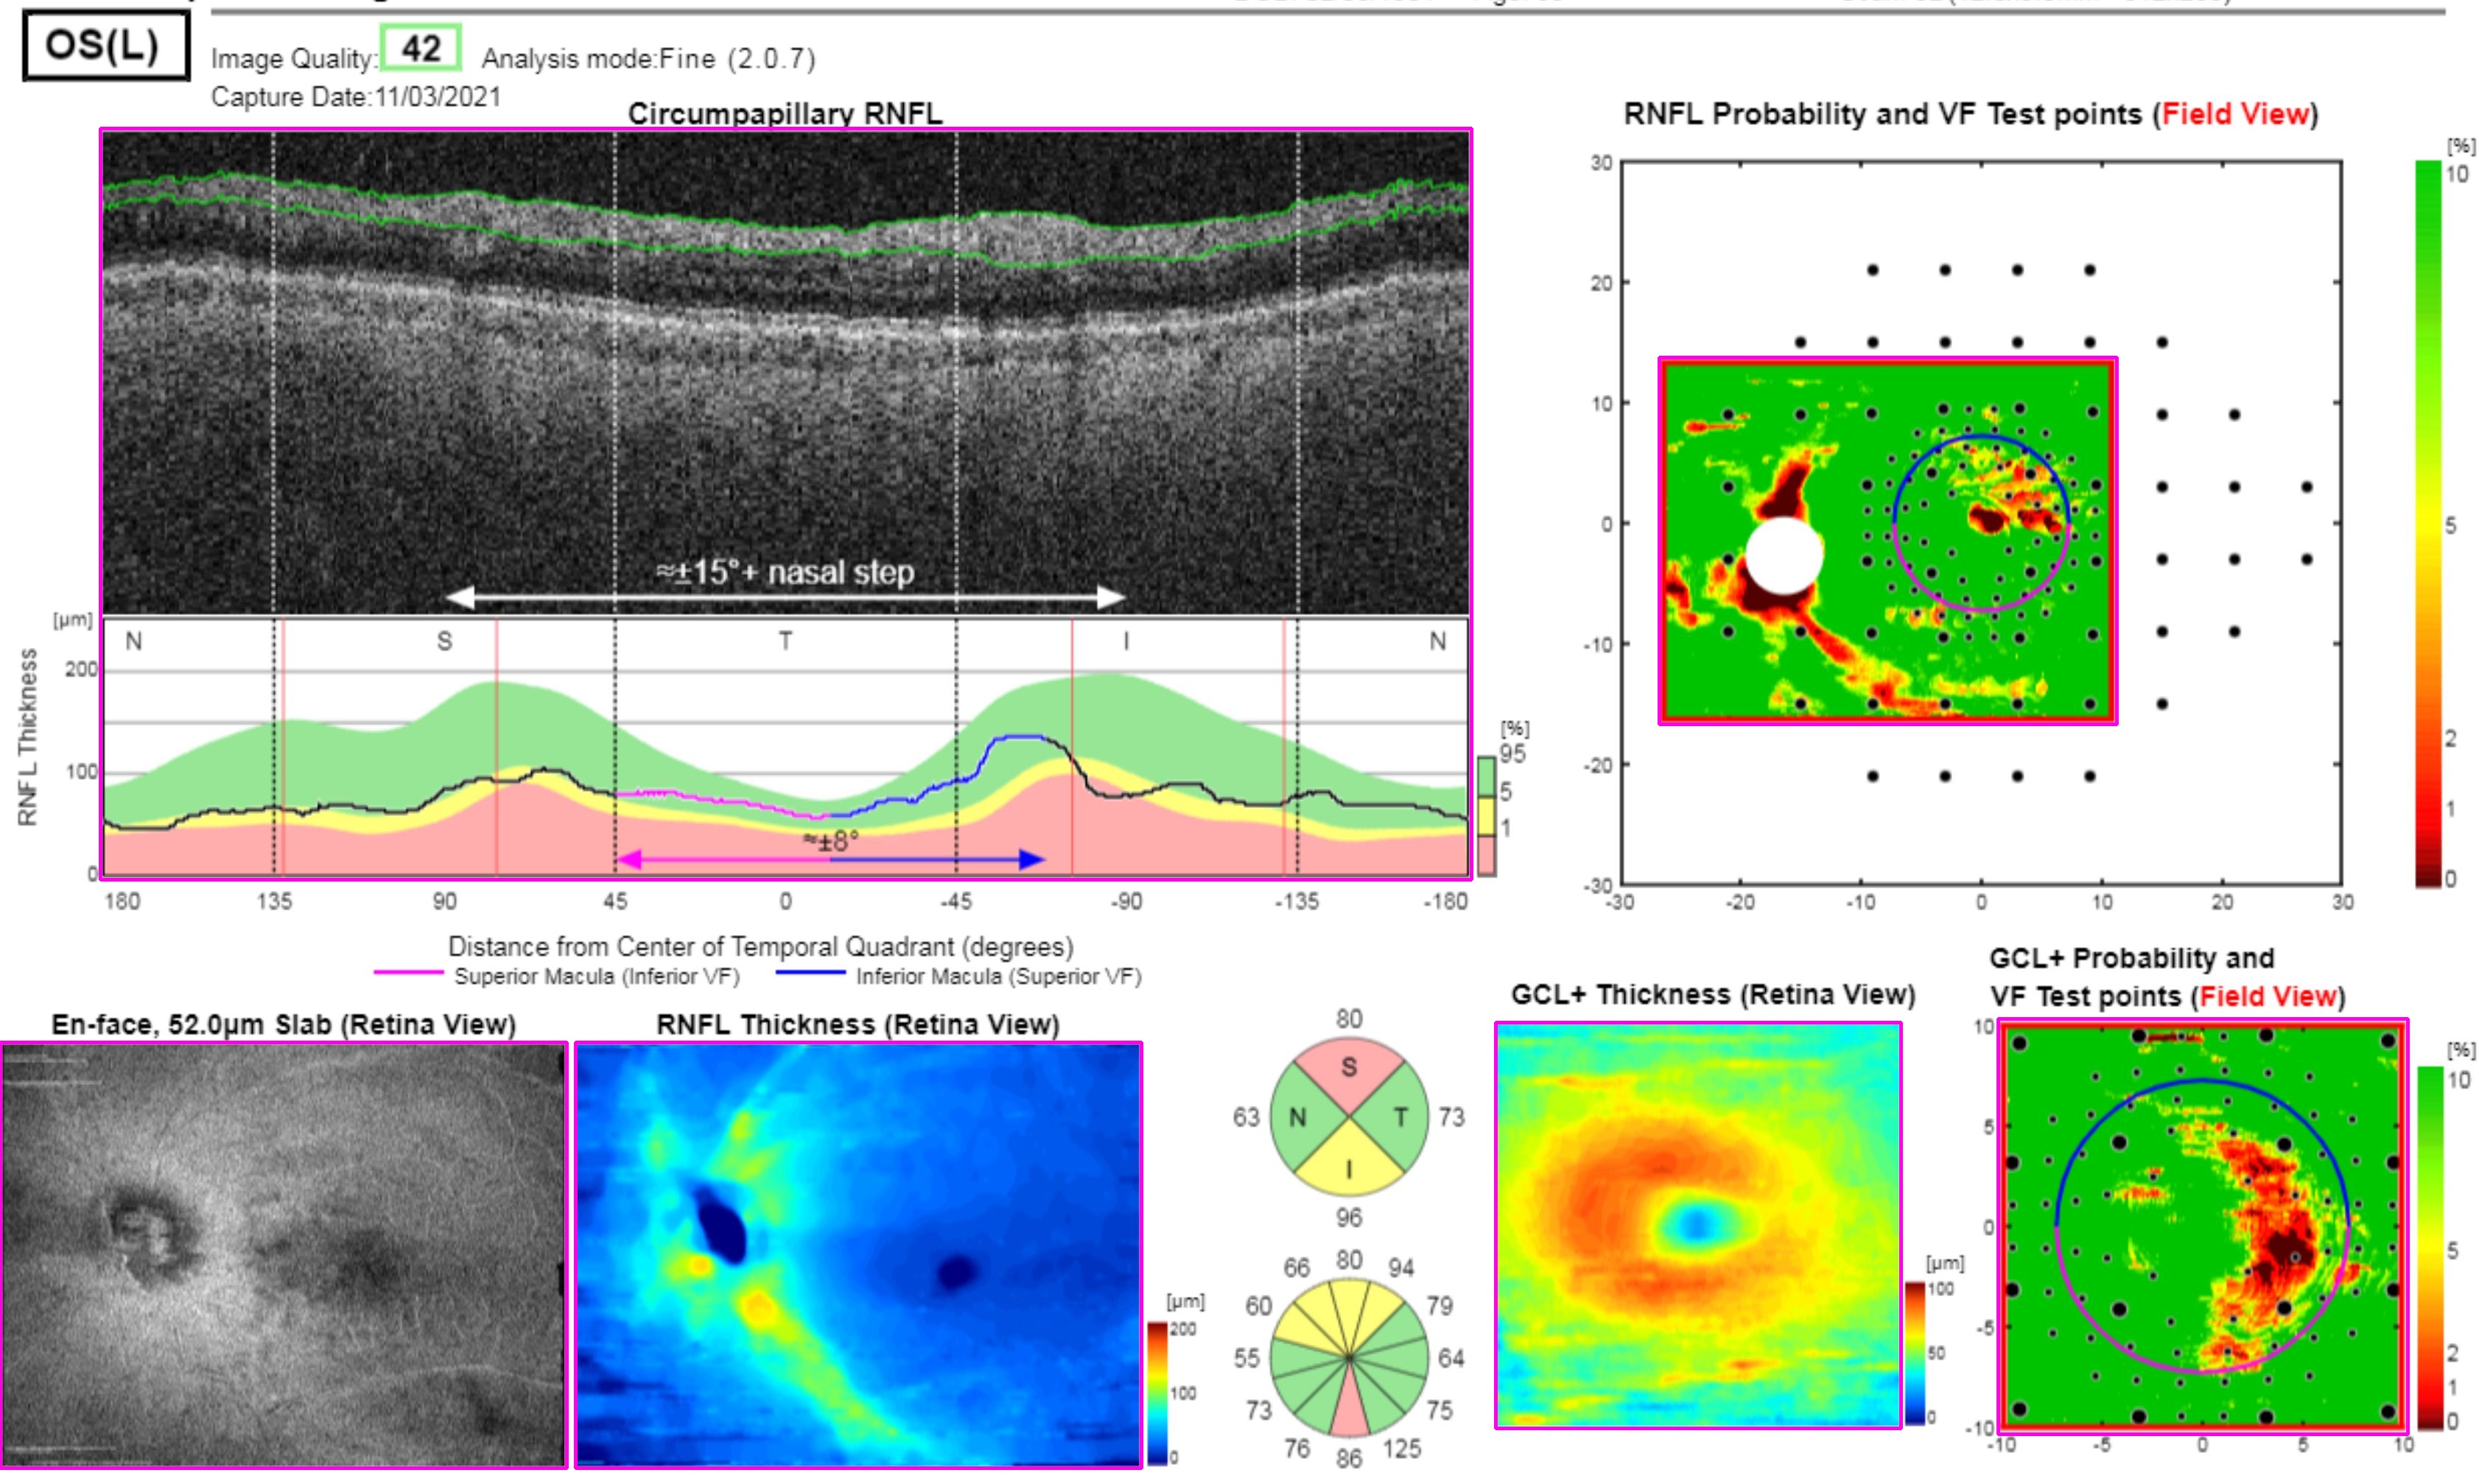 OS(L)
Image Quality: 42 Analysis mode:Fine (2.0.7)
Capture Date:11/03/2021
Circumpapillary RNFL
≈±15°+ nasal step
[µm]
N S T I N
200
100
0
RNFL Thickness
≈±8°
[%]
95
5
1
180 135 90 45 0 -45 -90 -135 -180
Distance from Center of Temporal Quadrant (degrees)
Superior Macula (Inferior VF) Inferior Macula (Superior VF)
RNFL Probability and VF Test points (Field View)
30
20
10
0
-10
-20
-30
-30 -20 -10 0 10 20 30
[%]
10
5
2
1
0
En-face, 52.0µm Slab (Retina View)
RNFL Thickness (Retina View)
[µm]
200
100
0
80
S
63 N T 73
I
96
66 80 94
60 79
55 64
73 75
76 86 125
GCL+ Thickness (Retina View)
[µm]
100
50
0
GCL+ Probability and
VF Test points (Field View)
10
5
0
-5
-10
-10 -5 0 5 10
[%]
10
5
2
1
0